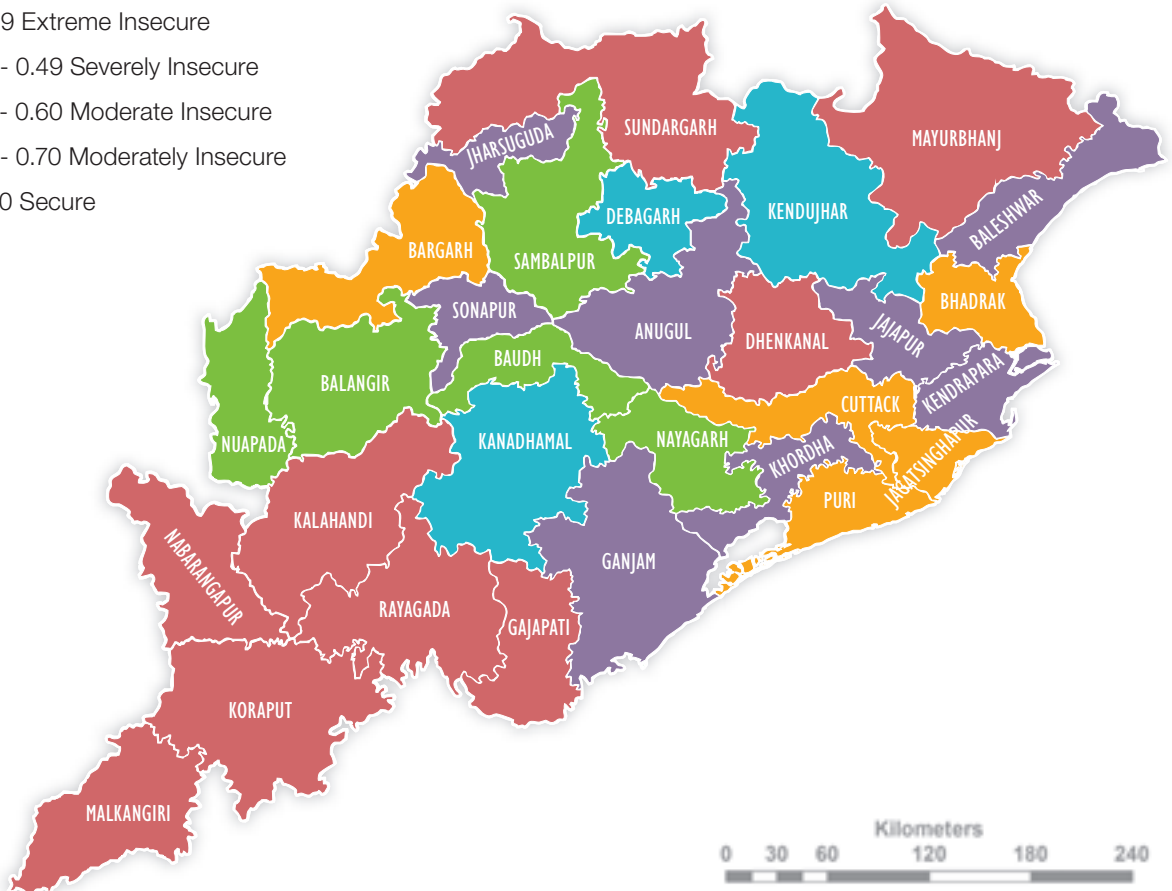 9 Extreme Insecure
- 0.49 Severely Insecure
- 0.60 Moderate Insecure
- 0.70 Moderately Insecure
0 Secure
SUNDARGARH
MAYURBHANJ
JHARSUGUDA
KENDUJHAR
DEBAGARH
BALESHWAR
BARGARH
SAMBALPUR
BHADRAK
SONAPUR
ANUGUL
JAJAPUR
DHENKANAL
BAUDH
BALANGIR
KENDRAPARA
CUTTACK
NUAPADA
KANADHAMAL
NAYAGARH
KHORDHA
JAGATSINGHAPUR
PURI
KALAHANDI
NABARANGAPUR
GANJAM
RAYAGADA
GAJAPATI
KORAPUT
MALKANGIRI
Kilometers
0 30 60 120 180 240